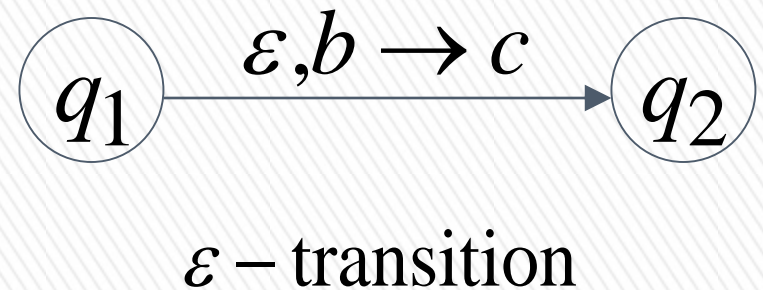 ε,b → c
q1
q2
ε – transition